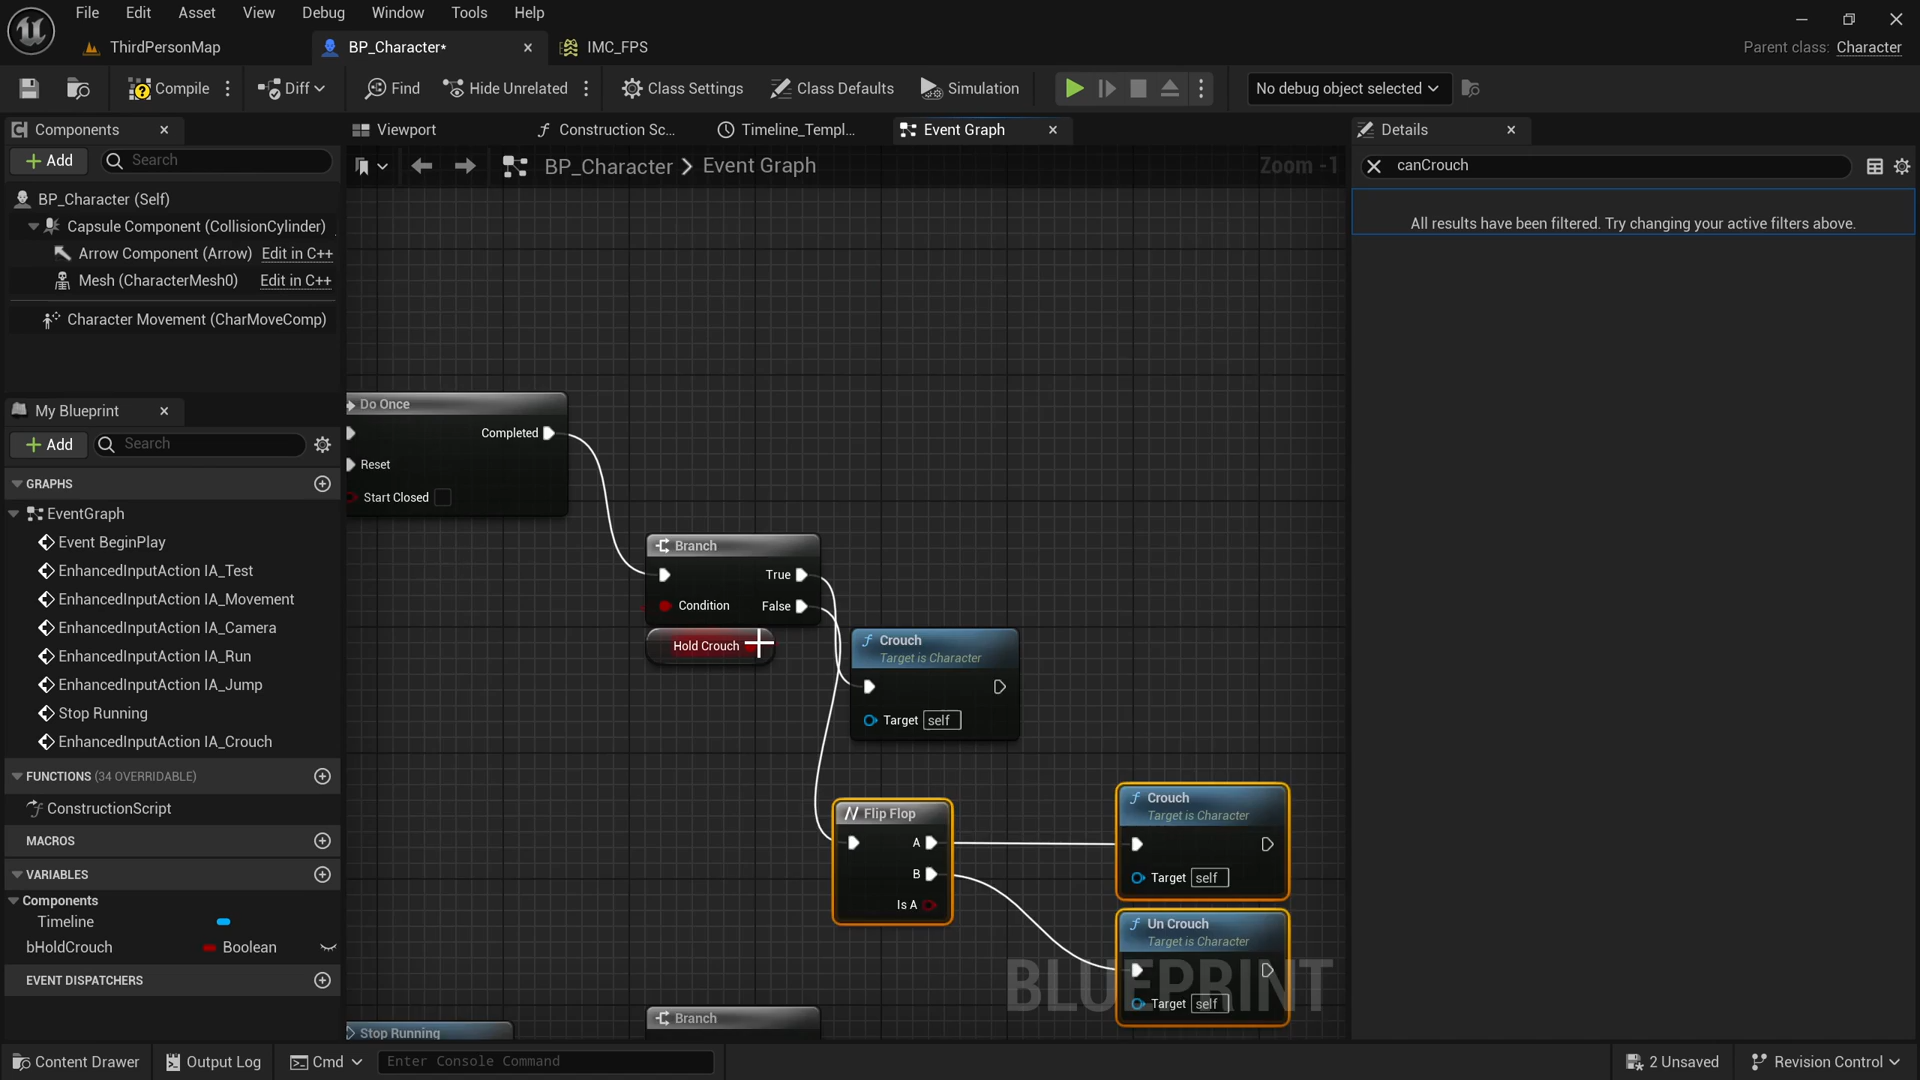 File Edit Asset View Debug Window Tools Help
ThirdPersonMap BP_Character* IMC_FPS Parent class: Character
Compile Diff Find Hide Unrelated Class Settings Class Defaults Simulation No debug object selected
Components Viewport Construction Sc... Timeline_Templ... Event Graph Details
Add Search BP_Character > Event Graph Zoom -1 canCrouch
All results have been filtered. Try changing your active filters above.
BP_Character (Self)
Capsule Component (CollisionCylinder)
Arrow Component (Arrow) Edit in C++
Mesh (CharacterMesh0) Edit in C++
Character Movement (CharMoveComp)
My Blueprint
Add Search
GRAPHS
EventGraph
Event BeginPlay
EnhancedInputAction IA_Test
EnhancedInputAction IA_Movement
EnhancedInputAction IA_Camera
EnhancedInputAction IA_Run
EnhancedInputAction IA_Jump
Stop Running
EnhancedInputAction IA_Crouch
FUNCTIONS (34 OVERRIDABLE)
ConstructionScript
MACROS
VARIABLES
Components
Timeline
bHoldCrouch Boolean
EVENT DISPATCHERS
Do Once
Completed
Reset
Start Closed
Branch
True
Condition False
Hold Crouch
Crouch
Target is Character
Target self
Flip Flop
A
B
Is A
Crouch
Target is Character
Target self
Un Crouch
Target is Character
Target self
BLUEPRINT
Stop Running
Branch
Content Drawer Output Log Cmd Enter Console Command 2 Unsaved Revision Control